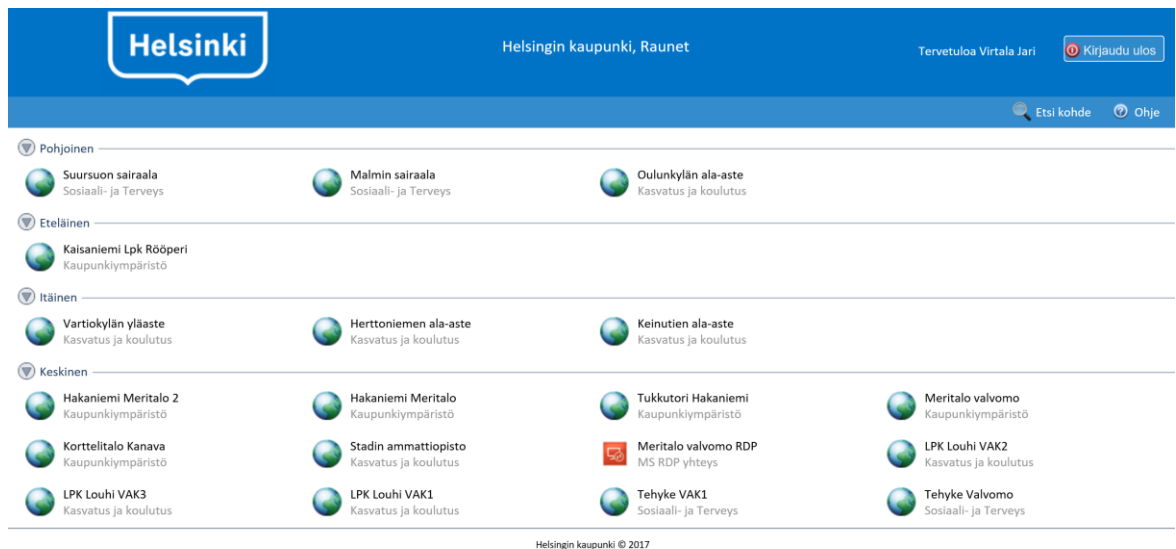 Helsinki
Helsingin kaupunki, Raunet
Tervetuloa Virtala Jari
Kirjaudu ulos
Etsi kohde
Ohje
Pohjoinen
Suursuon sairaala
Sosiaali- ja Terveys
Malmin sairaala
Sosiaali- ja Terveys
Oulunkylän ala-aste
Kasvatus ja koulutus
Eteläinen
Kaisaniemi Lpk Rööperi
Kaupunkiympäristö
Itäinen
Vartiokylän yläaste
Kasvatus ja koulutus
Herttoniemen ala-aste
Kasvatus ja koulutus
Keinutien ala-aste
Kasvatus ja koulutus
Keskinen
Hakaniemi Meritalo 2
Kaupunkiympäristö
Hakaniemi Meritalo
Kaupunkiympäristö
Tukkutori Hakaniemi
Kaupunkiympäristö
Meritalo valvomo
Kaupunkiympäristö
Korttelitalo Kanava
Kaupunkiympäristö
Stadin ammattiopisto
Kasvatus ja koulutus
Meritalo valvomo RDP
MS RDP yhteys
LPK Louhi VAK2
Kasvatus ja koulutus
LPK Louhi VAK3
Kasvatus ja koulutus
LPK Louhi VAK1
Kasvatus ja koulutus
Tehyke VAK1
Sosiaali- ja Terveys
Tehyke Valvomo
Sosiaali- ja Terveys
Helsingin kaupunki © 2017